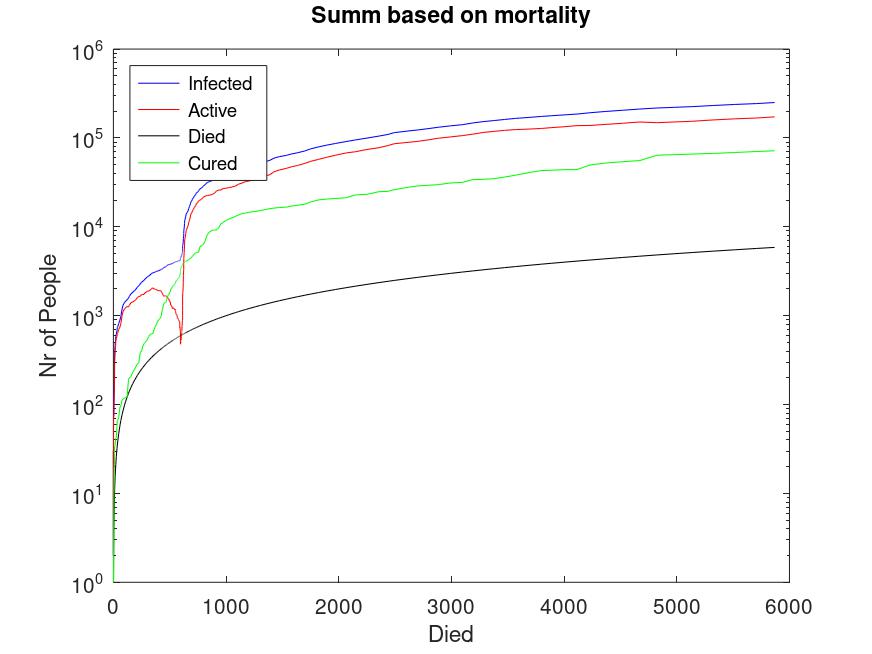 Summ based on mortality
10^6
10^5
10^4
10^3
10^2
10^1
10^0
Nr of People
Infected
Active
Died
Cured
0 1000 2000 3000 4000 5000 6000
Died